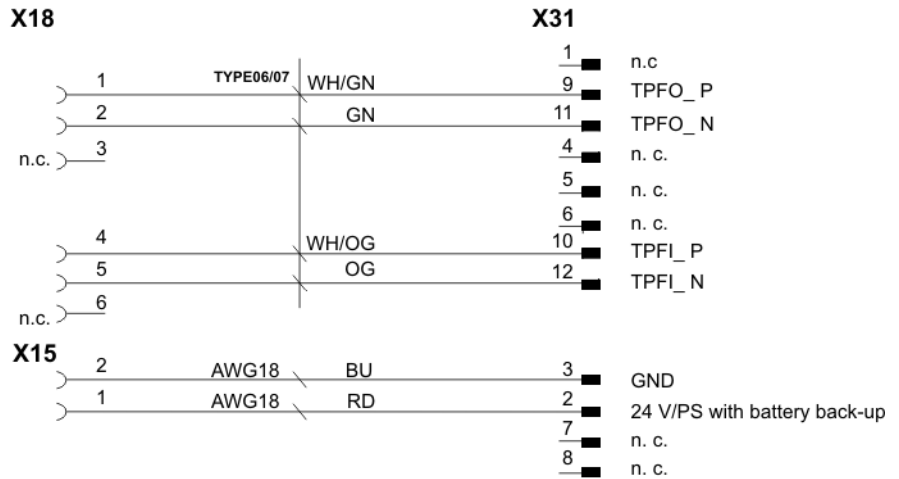 X18 X31
1 n.c
1 TYPE06/07 WH/GN 9 TPFO_ P
2 GN 11 TPFO_ N
n.c. 3 4 n. c.
5 n. c.
6 n. c.
4 WH/OG 10 TPFI_ P
5 OG 12 TPFI_ N
n.c. 6
X15
2 AWG18 BU 3 GND
1 AWG18 RD 2 24 V/PS with battery back-up
7 n. c.
8 n. c.